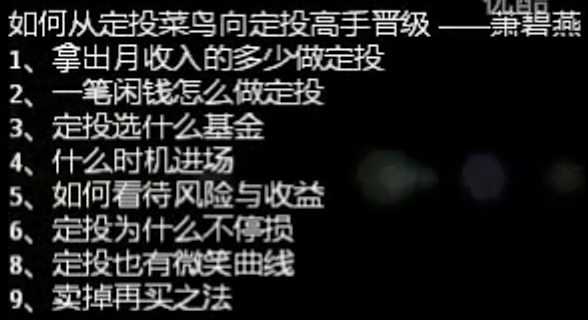 优酷
如何从定投菜鸟向定投高手晋级 ——萧碧燕
1、拿出月收入的多少做定投
2、一笔闲钱怎么做定投
3、定投选什么基金
4、什么时机进场
5、如何看待风险与收益
6、定投为什么不停损
8、定投也有微笑曲线
9、卖掉再买之法